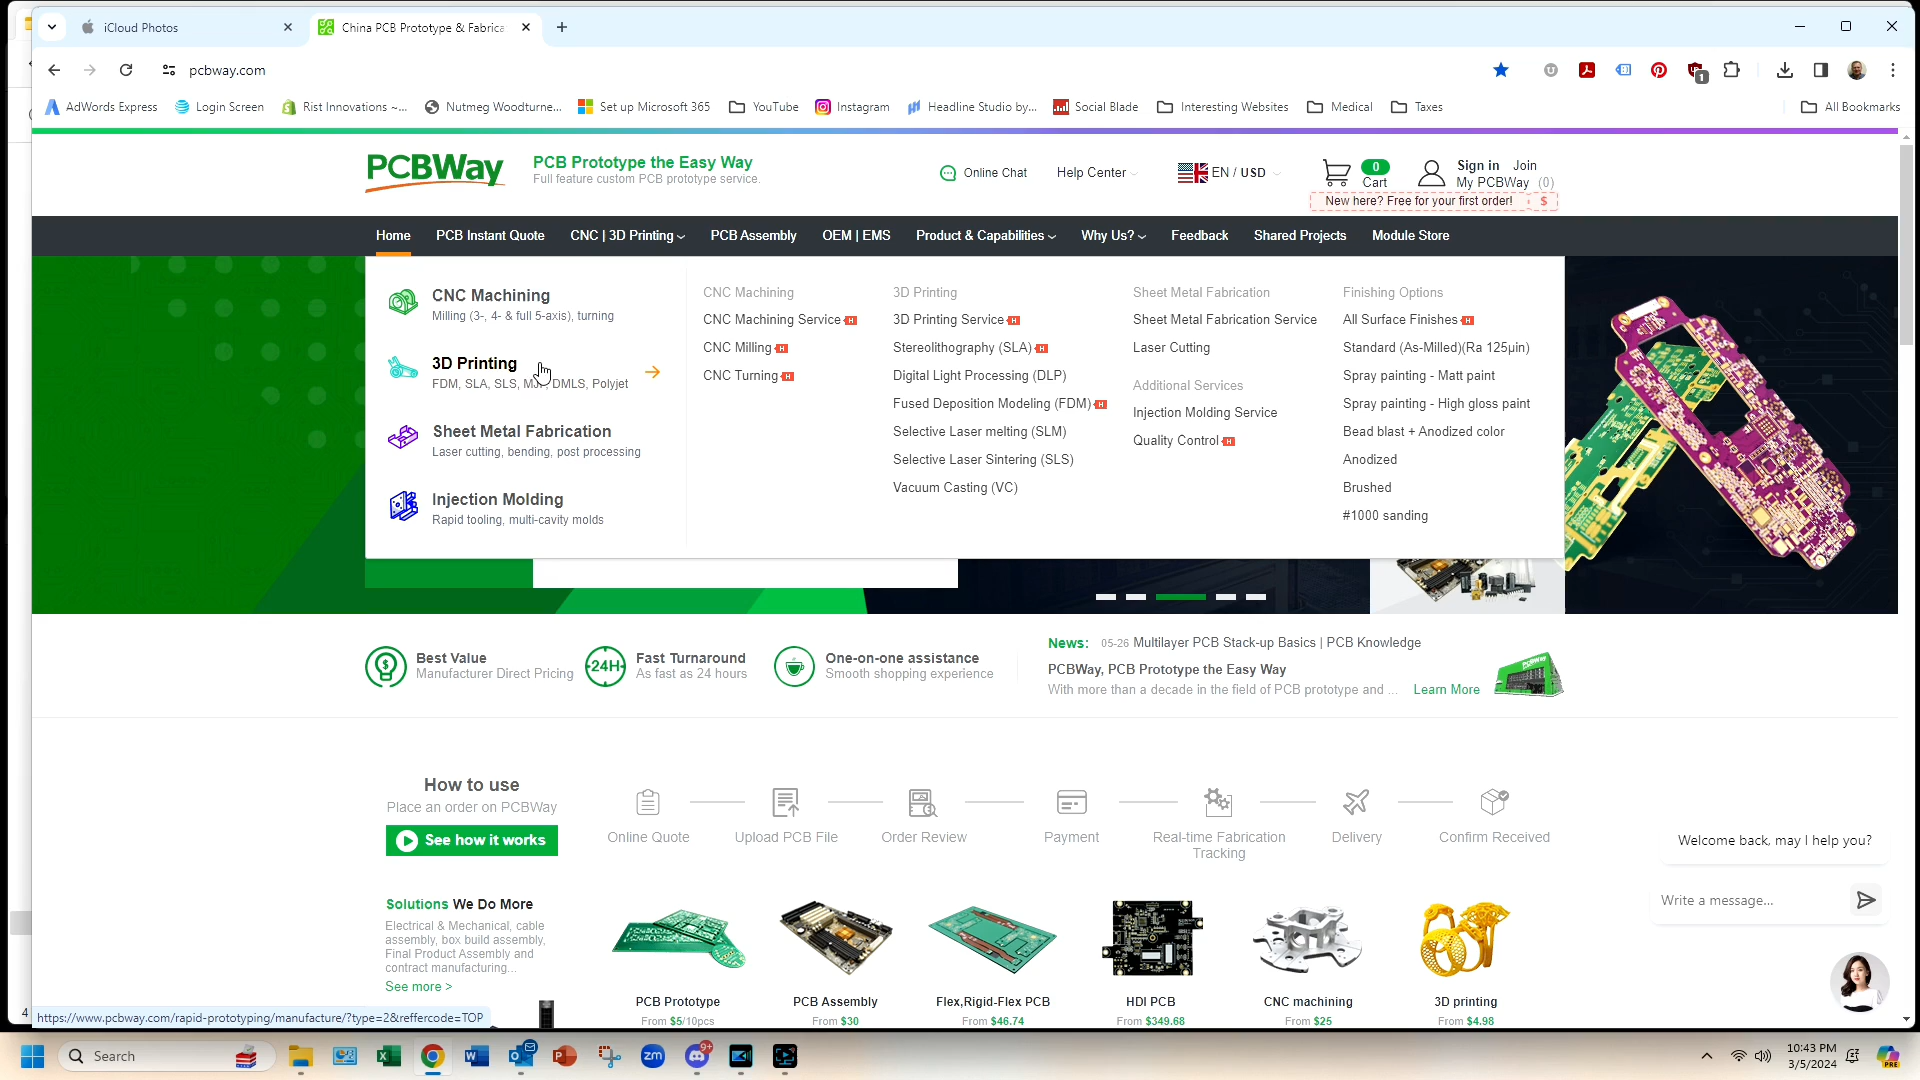 iCloud Photos
China PCB Prototype & Fabrica
pcbway.com
1
AdWords Express
Login Screen
Rist Innovations ~...
Nutmeg Woodturne...
Set up Microsoft 365
YouTube
Instagram
Headline Studio by...
Social Blade
Interesting Websites
Medical
Taxes
All Bookmarks
PCBWay
PCB Prototype the Easy Way
Full feature custom PCB prototype service.
Online Chat
Help Center
EN / USD
0
Cart
Sign in Join
My PCBWay (0)
New here? Free for your first order! $
Home
PCB Instant Quote
CNC | 3D Printing
PCB Assembly
OEM | EMS
Product & Capabilities
Why Us?
Feedback
Shared Projects
Module Store
CNC Machining
Milling (3-, 4- & full 5-axis), turning
3D Printing
FDM, SLA, SLS, MJF, DMLS, Polyjet
Sheet Metal Fabrication
Laser cutting, bending, post processing
Injection Molding
Rapid tooling, multi-cavity molds
CNC Machining
CNC Machining Service H
CNC Milling H
CNC Turning H
3D Printing
3D Printing Service H
Stereolithography (SLA) H
Digital Light Processing (DLP)
Fused Deposition Modeling (FDM) H
Selective Laser melting (SLM)
Selective Laser Sintering (SLS)
Vacuum Casting (VC)
Sheet Metal Fabrication
Sheet Metal Fabrication Service
Laser Cutting
Additional Services
Injection Molding Service
Quality Control H
Finishing Options
All Surface Finishes H
Standard (As-Milled)(Ra 125μin)
Spray painting - Matt paint
Spray painting - High gloss paint
Bead blast + Anodized color
Anodized
Brushed
#1000 sanding
Best Value
Manufacturer Direct Pricing
24H
Fast Turnaround
As fast as 24 hours
One-on-one assistance
Smooth shopping experience
News: 05-26 Multilayer PCB Stack-up Basics | PCB Knowledge
PCBWay, PCB Prototype the Easy Way
With more than a decade in the field of PCB prototype and ... Learn More
PCBWay
How to use
Place an order on PCBWay
See how it works
Online Quote
Upload PCB File
Order Review
Payment
Real-time Fabrication
Tracking
Delivery
Confirm Received
Welcome back, may I help you?
Write a message...
Solutions We Do More
Electrical & Mechanical, cable
assembly, box build assembly,
Final Product Assembly and
contract manufacturing...
See more >
PCB Prototype
From $5/10pcs
PCB Assembly
From $30
Flex,Rigid-Flex PCB
From $46.74
HDI PCB
From $349.68
CNC machining
From $25
3D printing
From $4.98
4
https://www.pcbway.com/rapid-prototyping/manufacture/?type=2&reffercode=TOP
Search
zm
9+
10:43 PM
3/5/2024
PRE